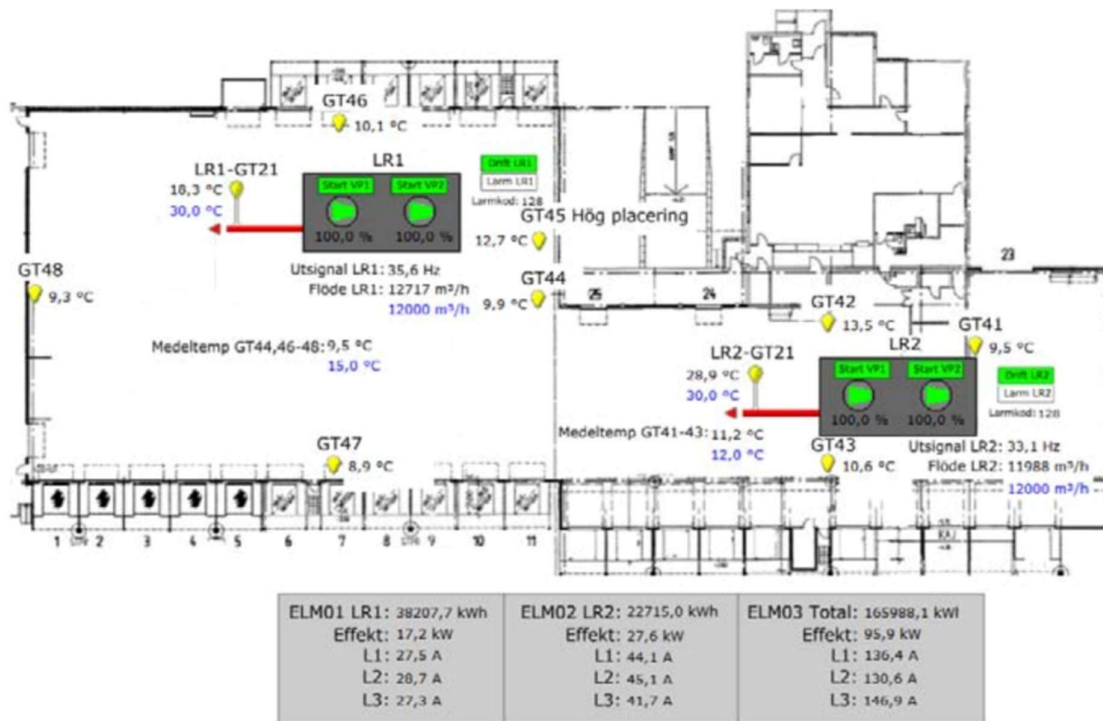 GT46
10,1 °C
LR1-GT21
18,3 °C
30,0 °C
LR1
Start VP1
Start VP2
100,0 %
100,0 %
Drift LR1
Larm LR1
Larmkod: 128
GT45 Hög placering
12,7 °C
Utsignal LR1: 35,6 Hz
Flöde LR1: 12717 m³/h
12000 m³/h
GT44
9,9 °C
GT48
9,3 °C
Medeltemp GT44,46-48: 9,5 °C
15,0 °C
GT47
8,9 °C
23
25
24
GT42
13,5 °C
GT41
9,5 °C
LR2-GT21
28,9 °C
30,0 °C
LR2
Start VP1
Start VP2
100,0 %
100,0 %
Drift LR2
Larm LR2
Larmkod: 128
Medeltemp GT41-43: 11,2 °C
12,0 °C
GT43
10,6 °C
Utsignal LR2: 33,1 Hz
Flöde LR2: 11988 m³/h
12000 m³/h
1 2 3 4 5 6 7 8 9 10 11
KAJ
ELM01 LR1: 38207,7 kWh
Effekt: 17,2 kW
L1: 27,5 A
L2: 28,7 A
L3: 27,3 A
ELM02 LR2: 22715,0 kWh
Effekt: 27,6 kW
L1: 44,1 A
L2: 45,1 A
L3: 41,7 A
ELM03 Total: 165988,1 kWl
Effekt: 95,9 kW
L1: 136,4 A
L2: 130,6 A
L3: 146,9 A